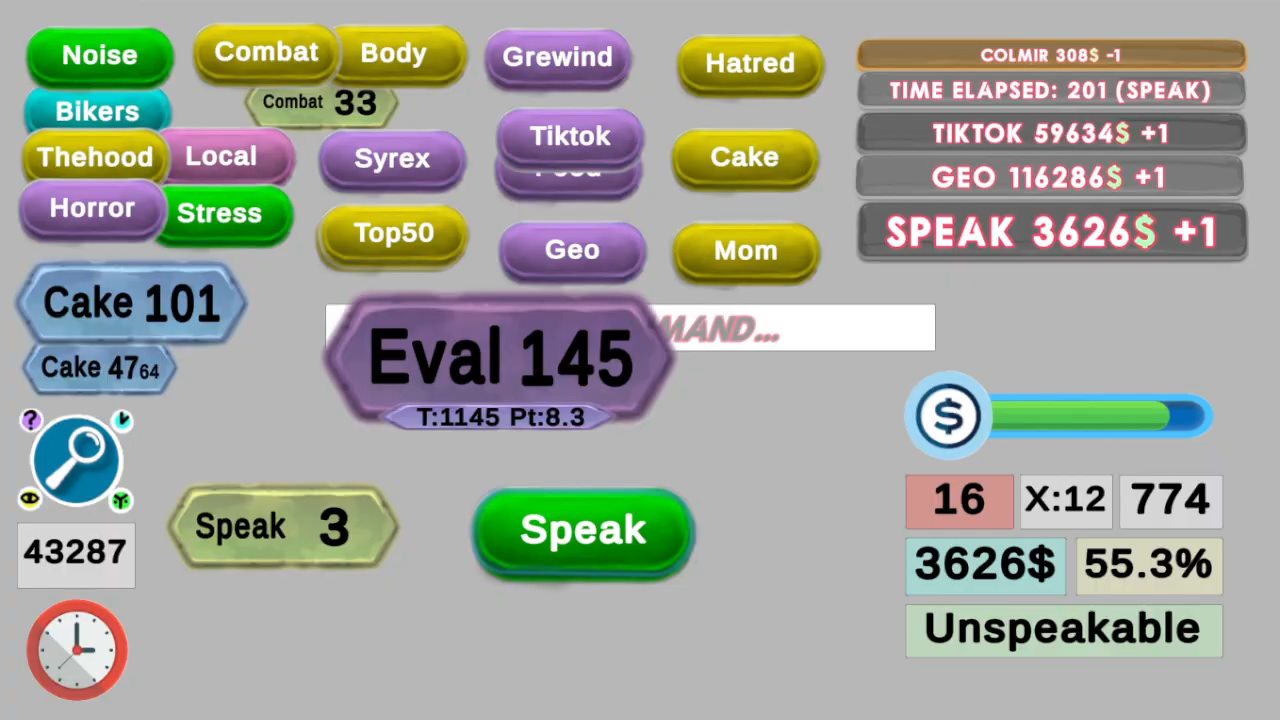 Noise
Combat
Body
Grewind
Hatred
Bikers
Combat 33
Thehood
Local
Syrex
Tiktok
Cake
Horror
Stress
Top50
Geo
Mom
COLMIR 308$ -1
TIME ELAPSED: 201 (SPEAK)
TIKTOK 59634$ +1
GEO 116286$ +1
SPEAK 3626$ +1
Cake 101
Cake 4764
MAND...
Eval 145
T:1145 Pt:8.3
?
$
43287
Speak 3
Speak
16
X:12
774
3626$
55.3%
Unspeakable